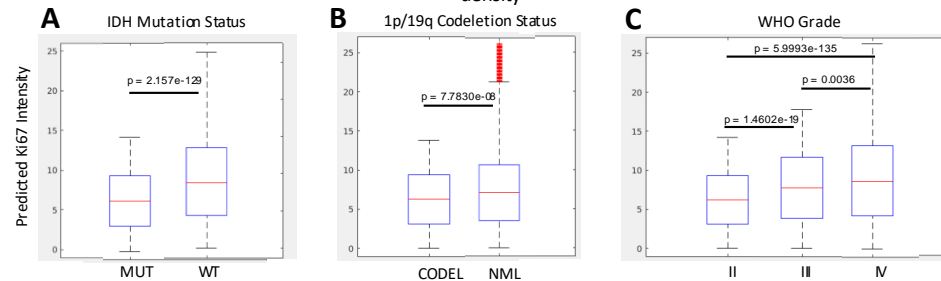 density
A IDH Mutation Status
B 1p/19q Codeletion Status
C WHO Grade
Predicted Ki67 Intensity
25
20
15
10
5
0
p = 2.157e-129
MUT WT
25
20
15
10
5
0
p = 7.7830e-08
CODEL NML
25
20
15
10
5
0
p = 5.9993e-135
p = 0.0036
p = 1.4602e-19
II III IV